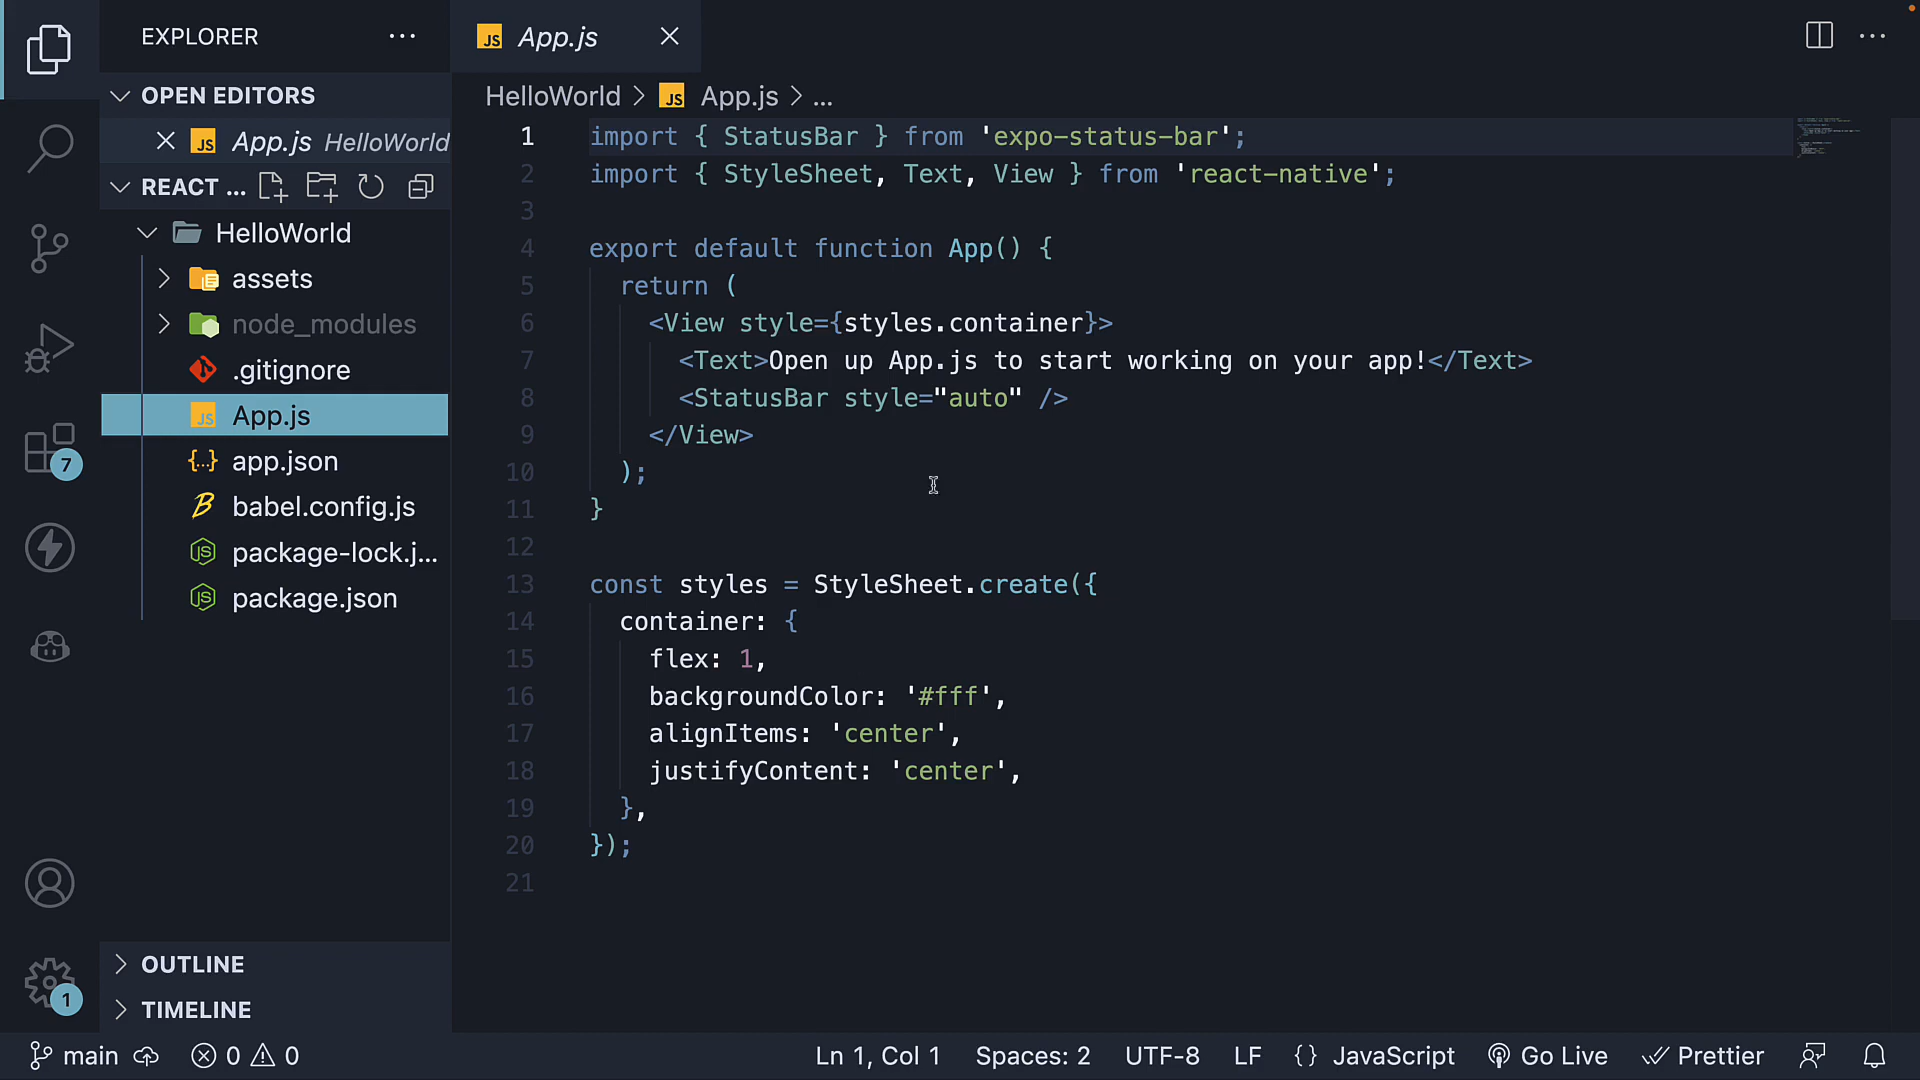 EXPLORER
App.js
OPEN EDITORS
App.js HelloWorld
REACT ...
HelloWorld
assets
node_modules
.gitignore
App.js
app.json
babel.config.js
package-lock.j...
package.json
7
1
OUTLINE
TIMELINE
HelloWorld > App.js > ...
1 import { StatusBar } from 'expo-status-bar';
2 import { StyleSheet, Text, View } from 'react-native';
3
4 export default function App() {
5   return (
6     <View style={styles.container}>
7       <Text>Open up App.js to start working on your app!</Text>
8       <StatusBar style="auto" />
9     </View>
10   );
11 }
12
13 const styles = StyleSheet.create({
14   container: {
15     flex: 1,
16     backgroundColor: '#fff',
17     alignItems: 'center',
18     justifyContent: 'center',
19   },
20 });
21
main 0 0 Ln 1, Col 1 Spaces: 2 UTF-8 LF {} JavaScript Go Live Prettier